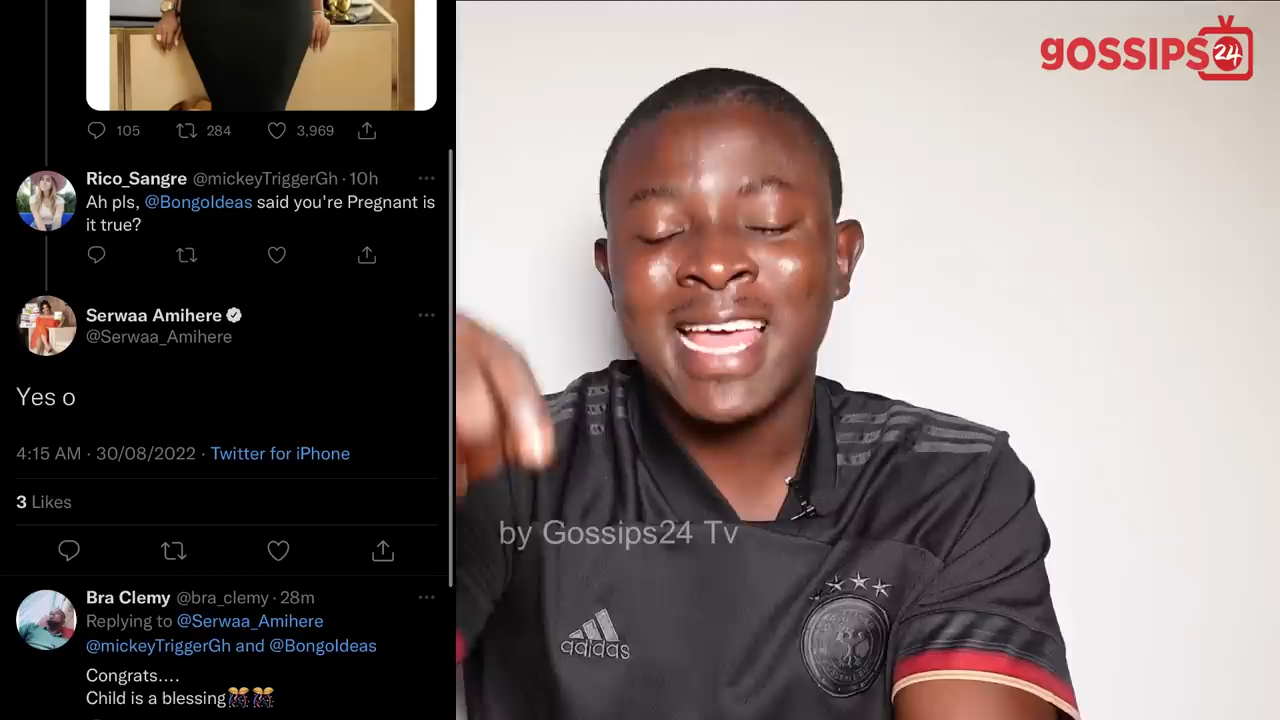 105 284 3,969
Rico_Sangre @mickeyTriggerGh · 10h
Ah pls, @BongoIdeas said you're Pregnant is
it true?
Serwaa Amihere
@Serwaa_Amihere
Yes o
4:15 AM · 30/08/2022 · Twitter for iPhone
3 Likes
Bra Clemy @bra_clemy · 28m
Replying to @Serwaa_Amihere
@mickeyTriggerGh and @BongoIdeas
Congrats....
Child is a blessing
gOSSIPS24
by Gossips24 Tv
adidas